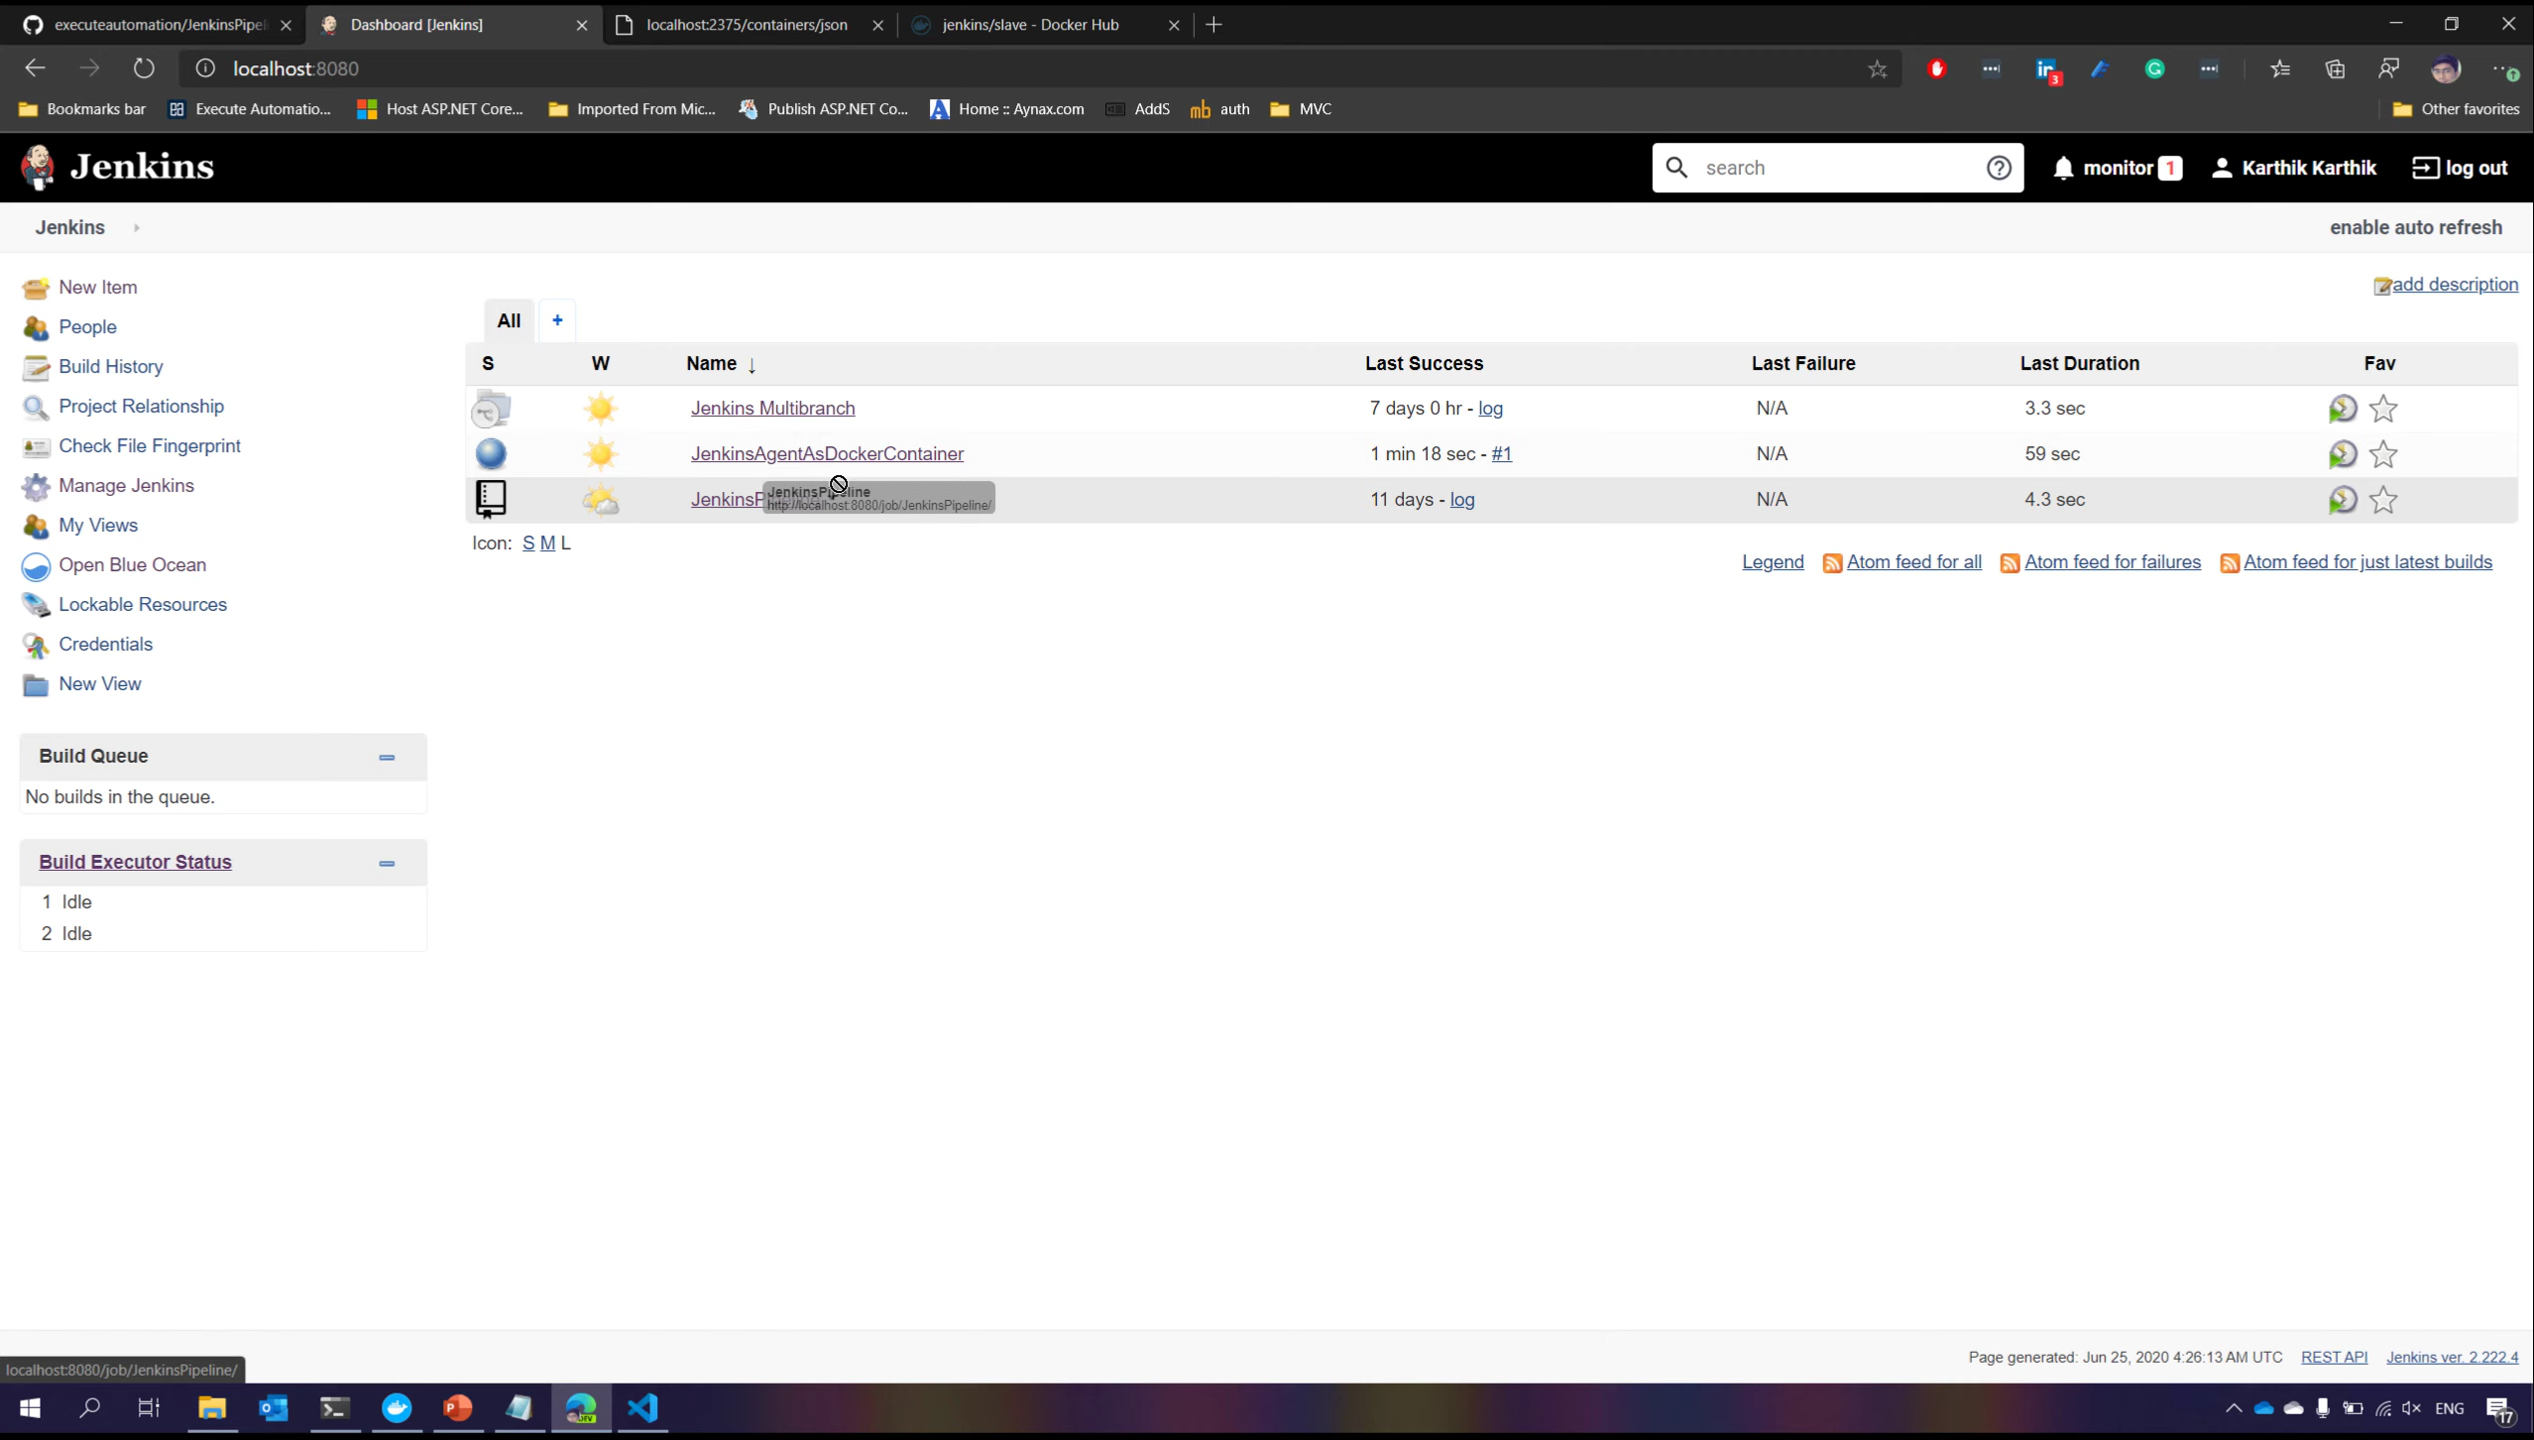 executeautomation/JenkinsPipel
Dashboard [Jenkins]
localhost:2375/containers/json
jenkins/slave - Docker Hub
localhost:8080
in 3
Bookmarks bar
Execute Automatio...
Host ASP.NET Core...
Imported From Mic...
Publish ASP.NET Co...
Home :: Aynax.com
AddS
mb auth
MVC
Other favorites
Jenkins
search
monitor 1
Karthik Karthik
log out
Jenkins
enable auto refresh
New Item
People
Build History
Project Relationship
Check File Fingerprint
Manage Jenkins
My Views
Open Blue Ocean
Lockable Resources
Credentials
New View
add description
All +
S W Name ↓ Last Success Last Failure Last Duration Fav
Jenkins Multibranch 7 days 0 hr - log N/A 3.3 sec
JenkinsAgentAsDockerContainer 1 min 18 sec - #1 N/A 59 sec
JenkinsP 11 days - log N/A 4.3 sec
JenkinsPipeline
http://localhost:8080/job/JenkinsPipeline/
Icon: S M L
Legend Atom feed for all Atom feed for failures Atom feed for just latest builds
Build Queue
No builds in the queue.
Build Executor Status
1 Idle
2 Idle
Page generated: Jun 25, 2020 4:26:13 AM UTC REST API Jenkins ver. 2.222.4
localhost:8080/job/JenkinsPipeline/
DEV
ENG
17